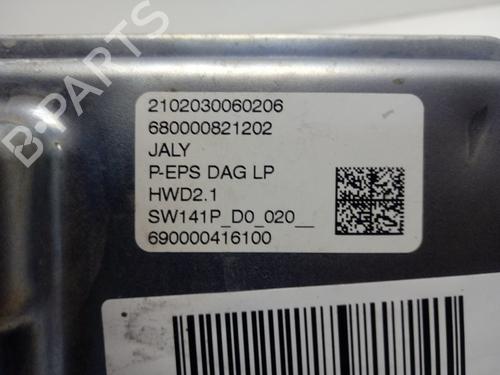 B-PARTS
2102030060206
680000821202
JALY
P-EPS DAG LP
HWD2.1
SW141P_D0_020__
690000416100